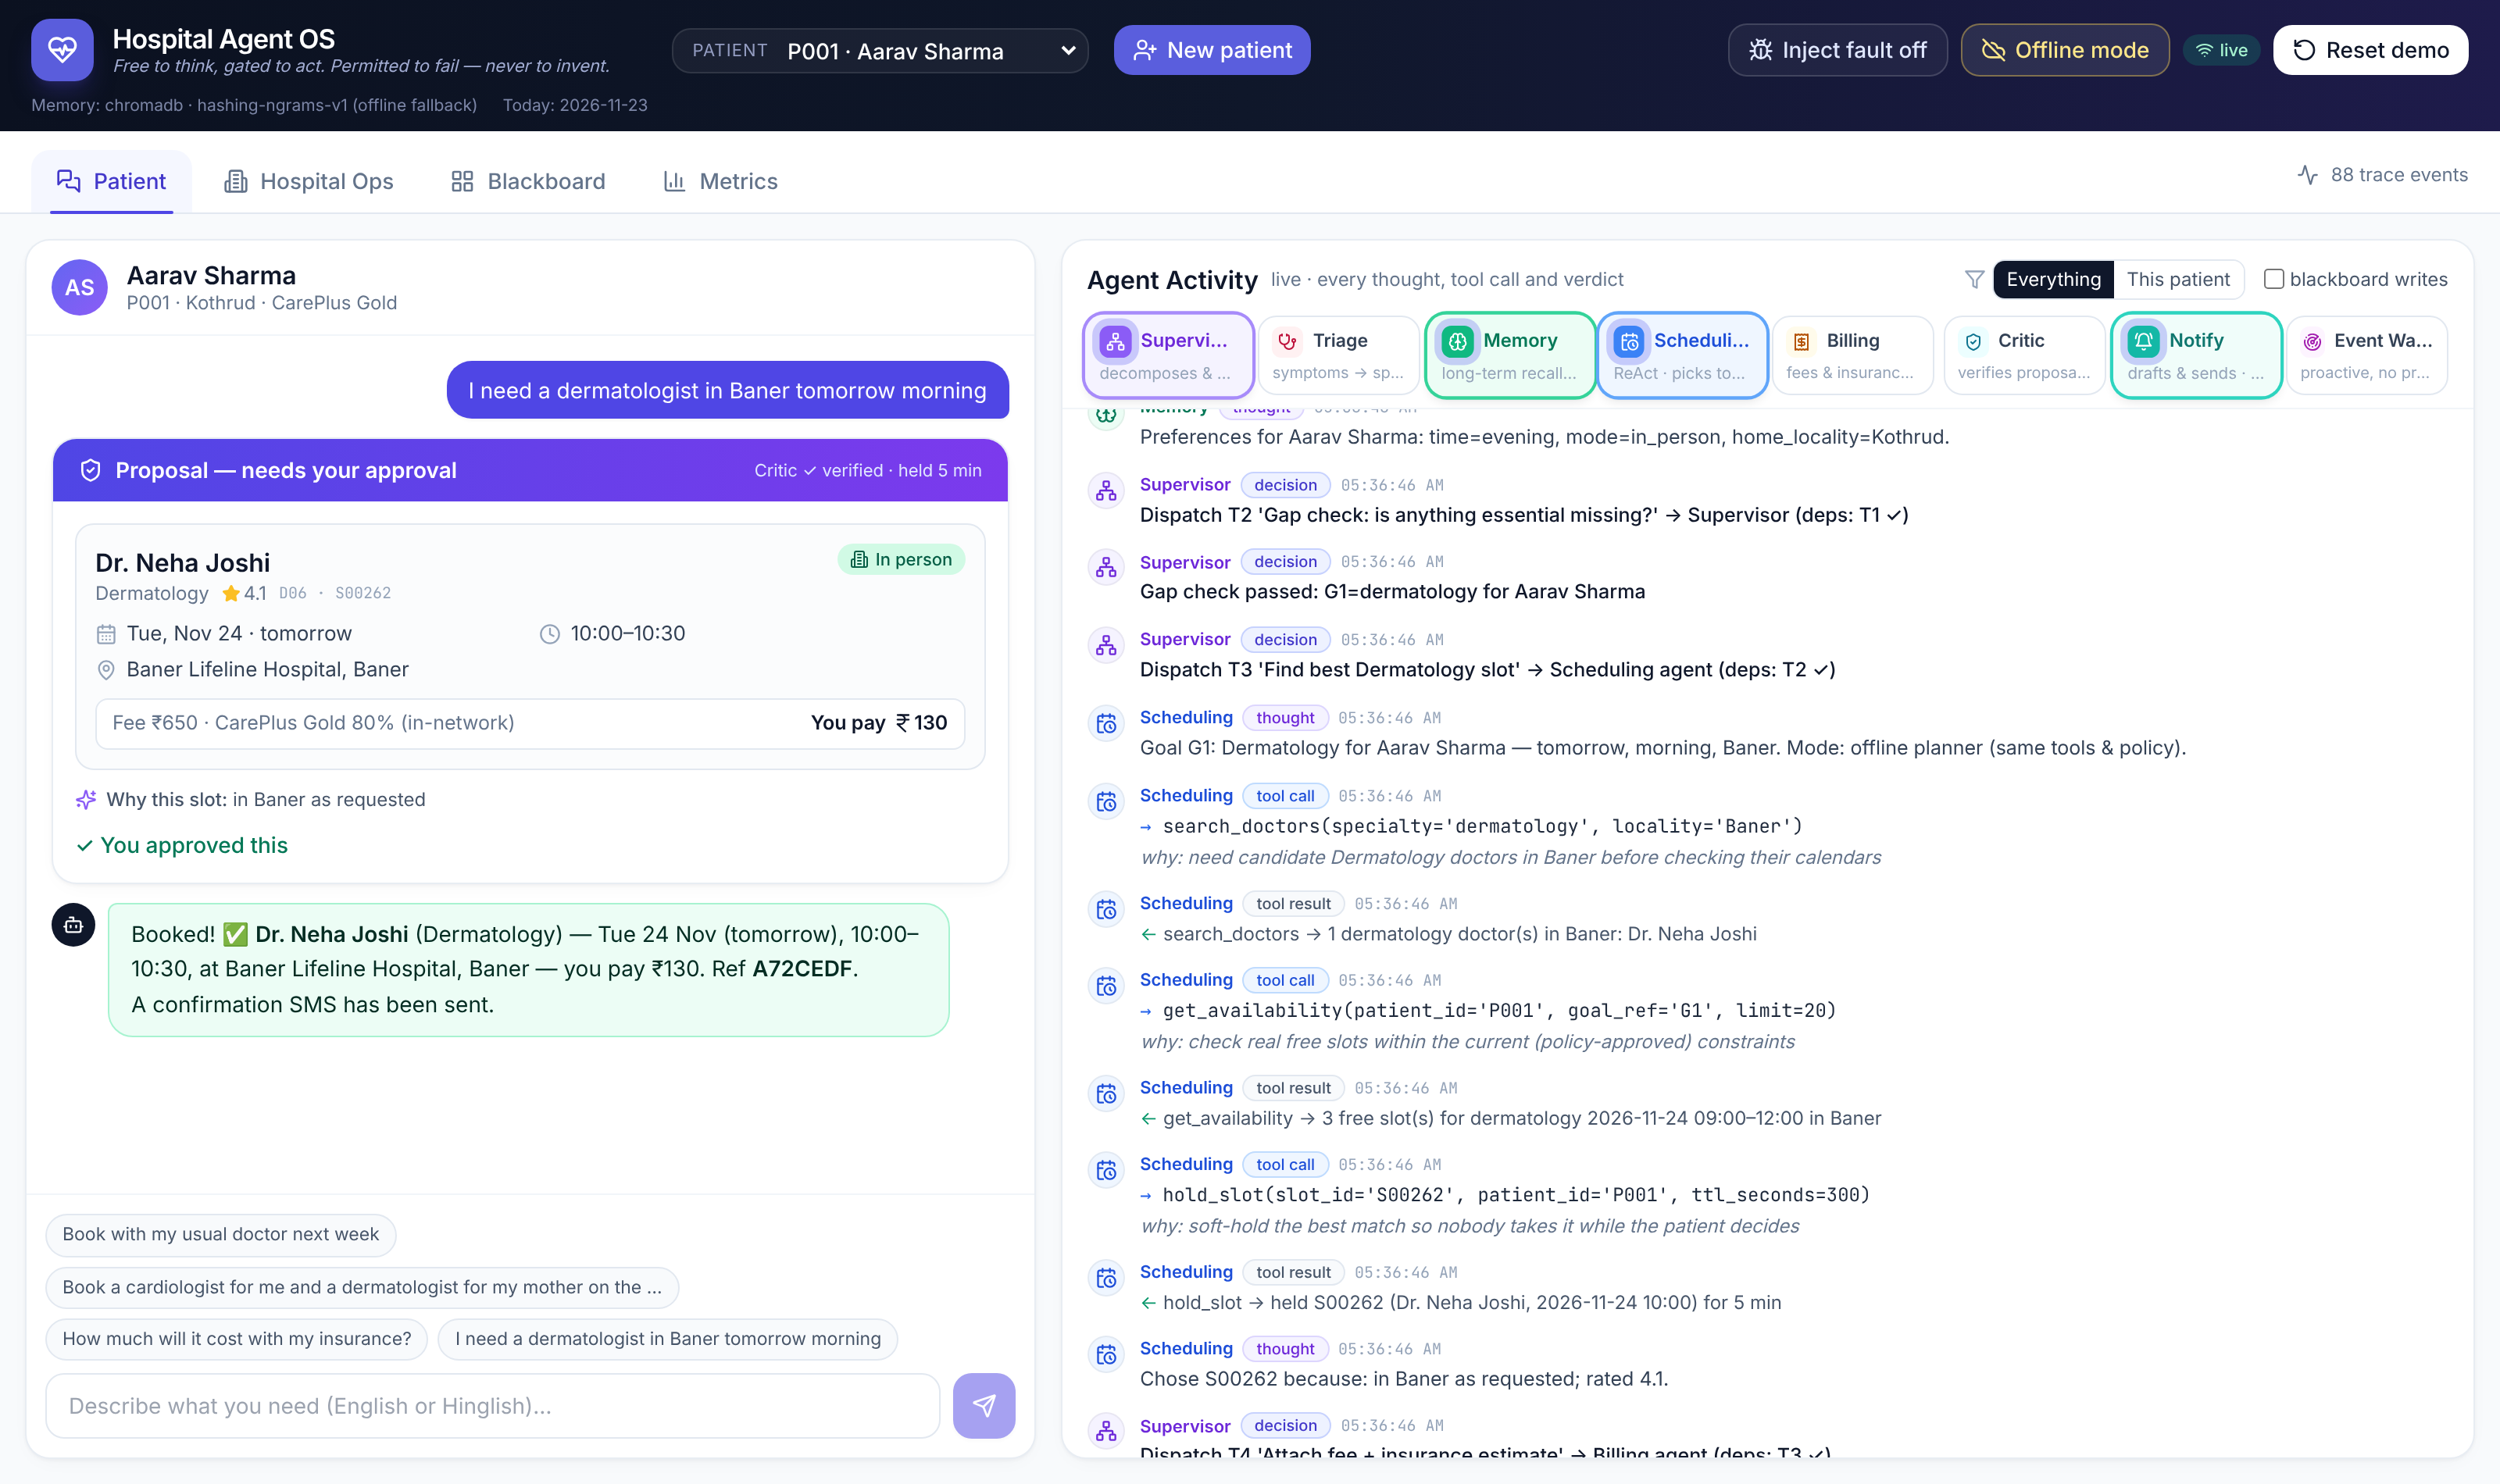 Hospital Agent OS
Free to think, gated to act. Permitted to fail — never to invent.
PATIENT P001 · Aarav Sharma
New patient
Inject fault off
Offline mode
live
Reset demo
Memory: chromadb · hashing-ngrams-v1 (offline fallback) Today: 2026-11-23
Patient
Hospital Ops
Blackboard
Metrics
88 trace events
AS
Aarav Sharma
P001 · Kothrud · CarePlus Gold
I need a dermatologist in Baner tomorrow morning
Proposal — needs your approval
Critic ✓ verified · held 5 min
Dr. Neha Joshi
In person
Dermatology ⭐ 4.1 D06 · S00262
Tue, Nov 24 · tomorrow
10:00–10:30
Baner Lifeline Hospital, Baner
Fee ₹650 · CarePlus Gold 80% (in-network)
You pay ₹130
Why this slot: in Baner as requested
✓ You approved this
Booked! ✅ Dr. Neha Joshi (Dermatology) — Tue 24 Nov (tomorrow), 10:00–
10:30, at Baner Lifeline Hospital, Baner — you pay ₹130. Ref A72CEDF.
A confirmation SMS has been sent.
Book with my usual doctor next week
Book a cardiologist for me and a dermatologist for my mother on the ...
How much will it cost with my insurance?
I need a dermatologist in Baner tomorrow morning
Describe what you need (English or Hinglish)...
Agent Activity
live · every thought, tool call and verdict
Everything
This patient
blackboard writes
Supervi...
decomposes & ...
Triage
symptoms → sp...
Memory
long-term recall...
Scheduli...
ReAct · picks to...
Billing
fees & insuranc...
Critic
verifies proposa...
Notify
drafts & sends · ...
Event Wa...
proactive, no pr...
Memory thought 05:36:46 AM
Preferences for Aarav Sharma: time=evening, mode=in_person, home_locality=Kothrud.
Supervisor decision 05:36:46 AM
Dispatch T2 'Gap check: is anything essential missing?' → Supervisor (deps: T1 ✓)
Supervisor decision 05:36:46 AM
Gap check passed: G1=dermatology for Aarav Sharma
Supervisor decision 05:36:46 AM
Dispatch T3 'Find best Dermatology slot' → Scheduling agent (deps: T2 ✓)
Scheduling thought 05:36:46 AM
Goal G1: Dermatology for Aarav Sharma — tomorrow, morning, Baner. Mode: offline planner (same tools & policy).
Scheduling tool call 05:36:46 AM
→ search_doctors(specialty='dermatology', locality='Baner')
why: need candidate Dermatology doctors in Baner before checking their calendars
Scheduling tool result 05:36:46 AM
← search_doctors → 1 dermatology doctor(s) in Baner: Dr. Neha Joshi
Scheduling tool call 05:36:46 AM
→ get_availability(patient_id='P001', goal_ref='G1', limit=20)
why: check real free slots within the current (policy-approved) constraints
Scheduling tool result 05:36:46 AM
← get_availability → 3 free slot(s) for dermatology 2026-11-24 09:00–12:00 in Baner
Scheduling tool call 05:36:46 AM
→ hold_slot(slot_id='S00262', patient_id='P001', ttl_seconds=300)
why: soft-hold the best match so nobody takes it while the patient decides
Scheduling tool result 05:36:46 AM
← hold_slot → held S00262 (Dr. Neha Joshi, 2026-11-24 10:00) for 5 min
Scheduling thought 05:36:46 AM
Chose S00262 because: in Baner as requested; rated 4.1.
Supervisor decision 05:36:46 AM
Dispatch T4 'Attach fee + insurance estimate' → Billing agent (deps: T3 ✓)